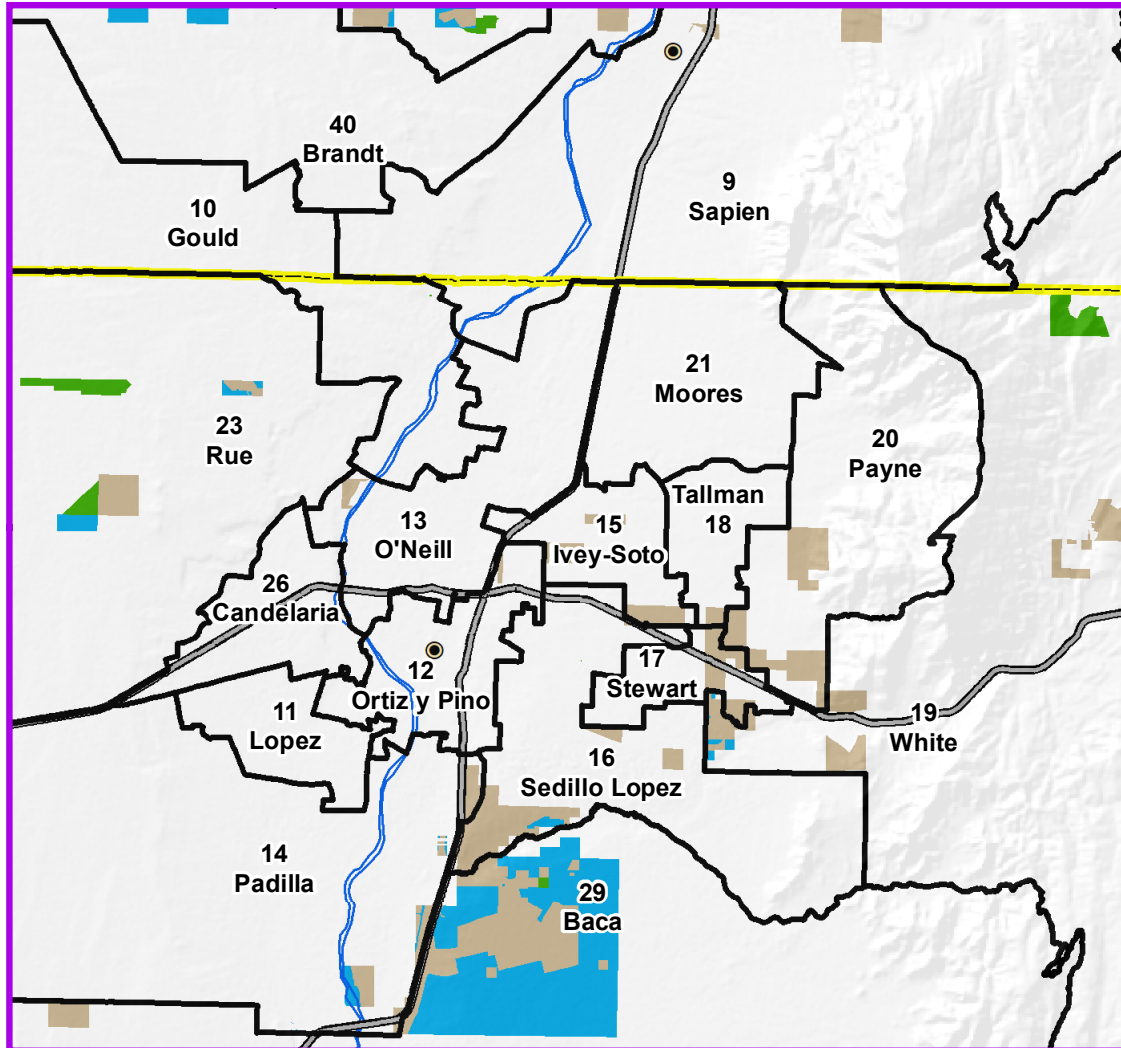 40
Brandt
9
Sapien
10
Gould
21
Moores
23
Rue
20
Payne
Tallman
18
13
O'Neill
15
Ivey-Soto
26
Candelaria
17
Stewart
12
Ortiz y Pino
11
Lopez
19
White
16
Sedillo Lopez
14
Padilla
29
Baca